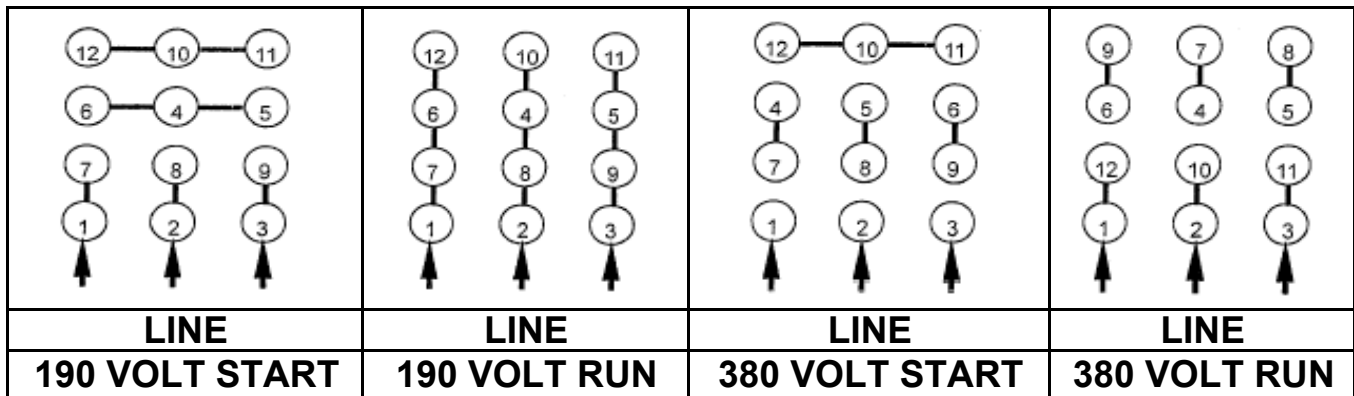 12 10 11
6 4 5
7 8 9
1 2 3
LINE
190 VOLT START
12 10 11
6 4 5
7 8 9
1 2 3
LINE
190 VOLT RUN
12 10 11
4 5 6
7 8 9
1 2 3
LINE
380 VOLT START
9 7 8
6 4 5
12 10 11
1 2 3
LINE
380 VOLT RUN